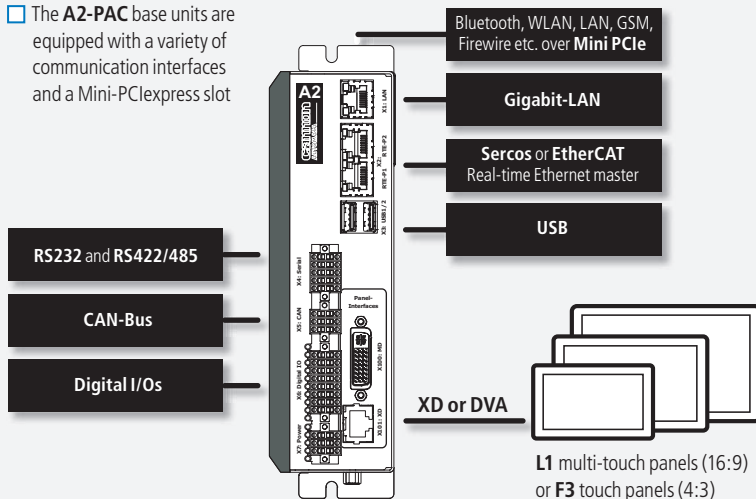 The A2-PAC base units are
equipped with a variety of
communication interfaces
and a Mini-PCIexpress slot
Bluetooth, WLAN, LAN, GSM,
Firewire etc. over Mini PCIe
Gigabit-LAN
Sercos or EtherCAT
Real-time Ethernet master
USB
RS232 and RS422/485
CAN-Bus
Digital I/Os
A2
X1: LAN
RTE-P2
X2:
RTE-P1
X3: USB1/2
X4: Serial
X5: CAN
X6: Digital IO
X7: Power
Panel-
Interfaces
X100: MD
X101: XD
XD or DVA
L1 multi-touch panels (16:9)
or F3 touch panels (4:3)